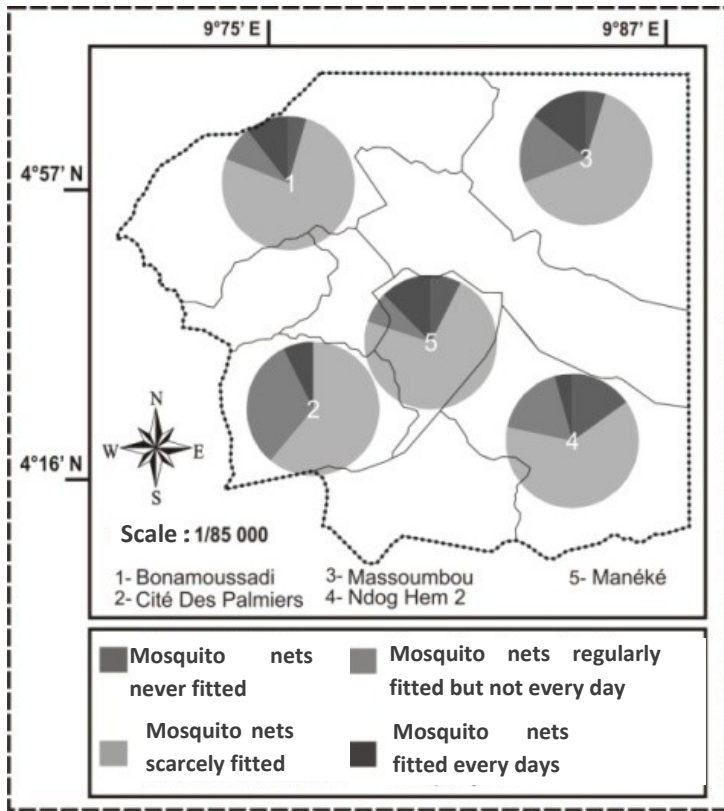 9°75’ E 9°87’ E
1
3
4°57’ N
5
2
4
N
W E
S
4°16’ N
Scale : 1/85 000
1- Bonamoussadi 3- Massoumbou 5- Manéké
2- Cité Des Palmiers 4- Ndog Hem 2
Mosquito nets
never fitted
Mosquito nets regularly
fitted but not every day
Mosquito nets
scarcely fitted
Mosquito nets
fitted every days